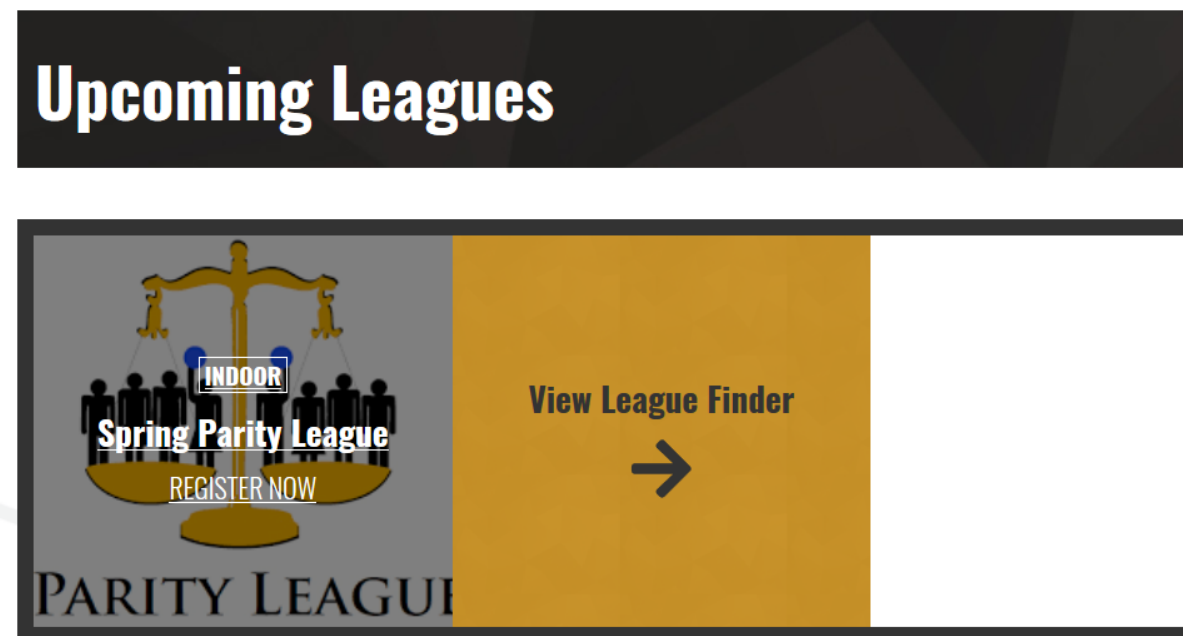 Upcoming Leagues
INDOOR
Spring Parity League
REGISTER NOW
PARITY LEAGUE
View League Finder